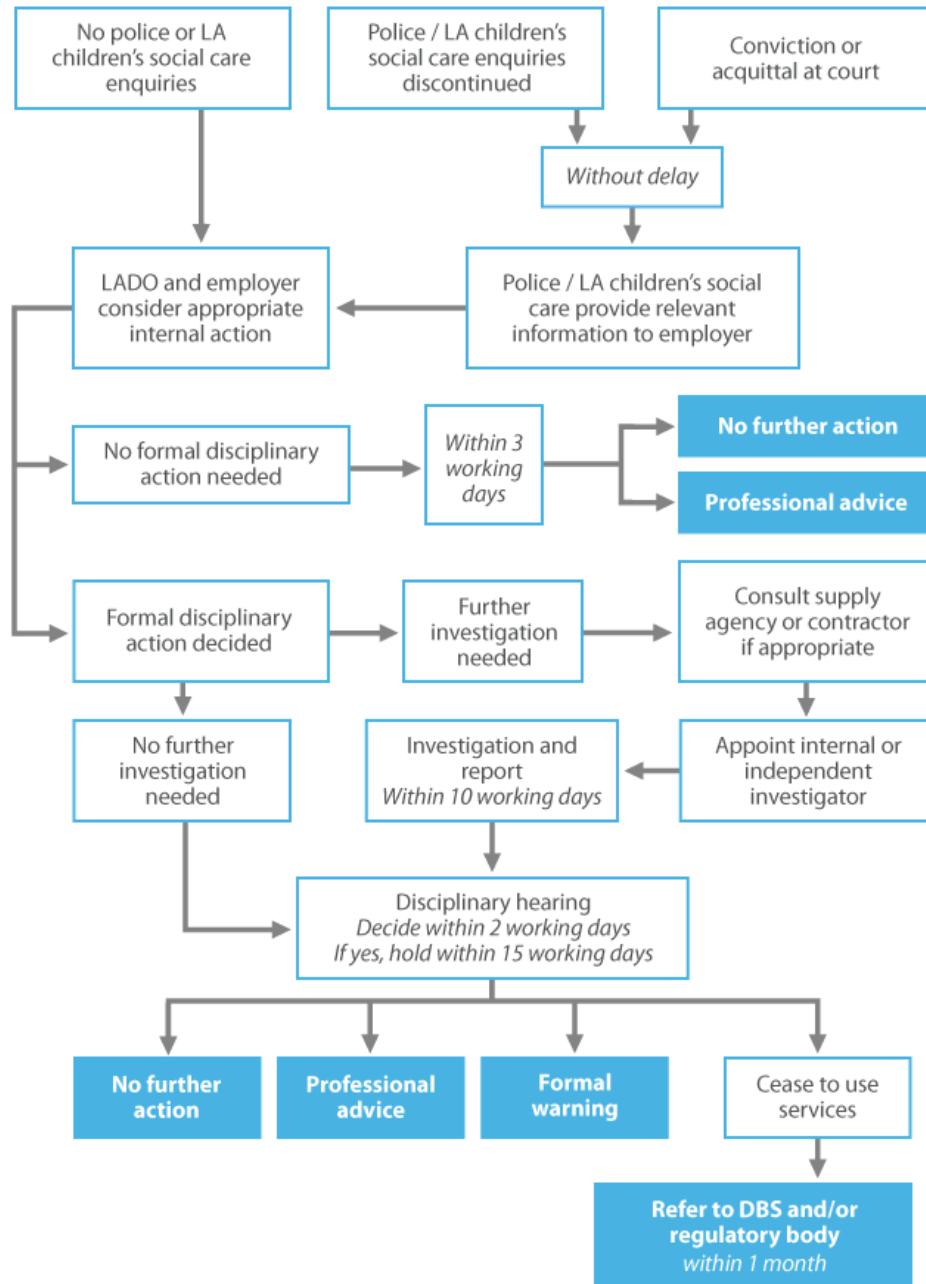 No police or LA
children's social care
enquiries
Police / LA children's
social care enquiries
discontinued
Conviction or
acquittal at court
Without delay
LADO and employer
consider appropriate
internal action
Police / LA children's social
care provide relevant
information to employer
No formal disciplinary
action needed
Within 3
working
days
No further action
Professional advice
Formal disciplinary
action decided
Further
investigation
needed
Consult supply
agency or contractor
if appropriate
No further
investigation
needed
Investigation and
report
Within 10 working days
Appoint internal or
independent
investigator
Disciplinary hearing
Decide within 2 working days
If yes, hold within 15 working days
No further
action
Professional
advice
Formal
warning
Cease to use
services
Refer to DBS and/or
regulatory body
within 1 month